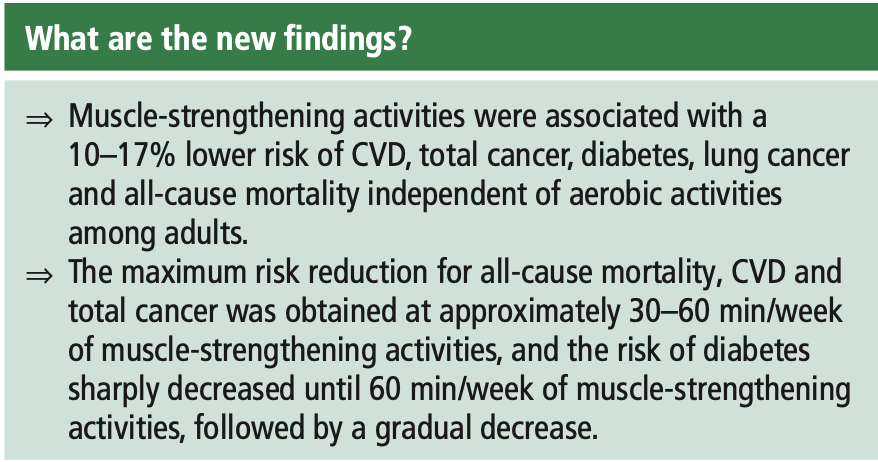 What are the new findings?
⇒ Muscle-strengthening activities were associated with a
10–17% lower risk of CVD, total cancer, diabetes, lung cancer
and all-cause mortality independent of aerobic activities
among adults.
⇒ The maximum risk reduction for all-cause mortality, CVD and
total cancer was obtained at approximately 30–60 min/week
of muscle-strengthening activities, and the risk of diabetes
sharply decreased until 60 min/week of muscle-strengthening
activities, followed by a gradual decrease.